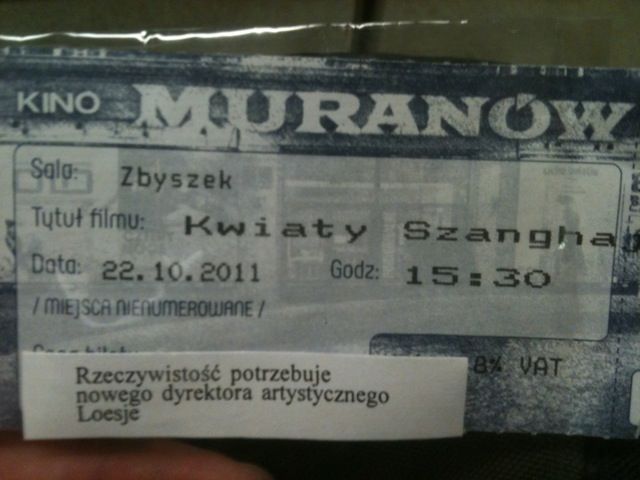 KINO MURANÓW
Sala: Zbyszek
Tytuł filmu: Kwiaty Szangha
Data: 22.10.2011 Godz: 15:30
/ MIEJSCA NIENUMEROWANE /
8% VAT
Rzeczywistość potrzebuje
nowego dyrektora artystycznego
Loesje